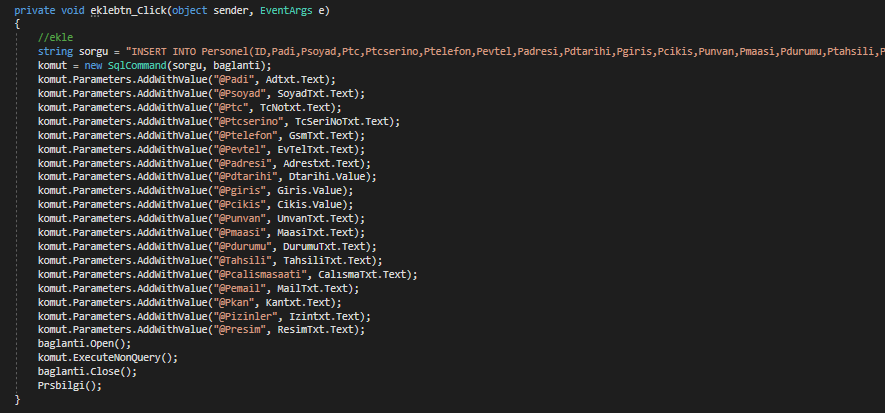 private void eklebtn_Click(object sender, EventArgs e)
{
//ekle
string sorgu = "INSERT INTO Personel(ID,Padi,Psoyad,Ptc,Ptcserino,Ptelefon,Pevtel,Padresi,Pdtarihi,Pgiris,Pcikis,Punvan,Pmaasi,Pdurumu,Ptahsili,P
komut = new SqlCommand(sorgu, baglanti);
komut.Parameters.AddWithValue("@Padi", Adtxt.Text);
komut.Parameters.AddWithValue("@Psoyad", SoyadTxt.Text);
komut.Parameters.AddWithValue("@Ptc", TcNotxt.Text);
komut.Parameters.AddWithValue("@Ptcserino", TcSeriNoTxt.Text);
komut.Parameters.AddWithValue("@Ptelefon", GsmTxt.Text);
komut.Parameters.AddWithValue("@Pevtel", EvTelTxt.Text);
komut.Parameters.AddWithValue("@Padresi", Adrestxt.Text);
komut.Parameters.AddWithValue("@Pdtarihi", Dtarihi.Value);
komut.Parameters.AddWithValue("@Pgiris", Giris.Value);
komut.Parameters.AddWithValue("@Pcikis", Cikis.Value);
komut.Parameters.AddWithValue("@Punvan", UnvanTxt.Text);
komut.Parameters.AddWithValue("@Pmaasi", MaasiTxt.Text);
komut.Parameters.AddWithValue("@Pdurumu", DurumuTxt.Text);
komut.Parameters.AddWithValue("@Tahsili", TahsiliTxt.Text);
komut.Parameters.AddWithValue("@Pcalismasaati", CalısmaTxt.Text);
komut.Parameters.AddWithValue("@Pemail", MailTxt.Text);
komut.Parameters.AddWithValue("@Pkan", Kantxt.Text);
komut.Parameters.AddWithValue("@Pizinler", Izintxt.Text);
komut.Parameters.AddWithValue("@Presim", ResimTxt.Text);
baglanti.Open();
komut.ExecuteNonQuery();
baglanti.Close();
Prsbilgi();
}